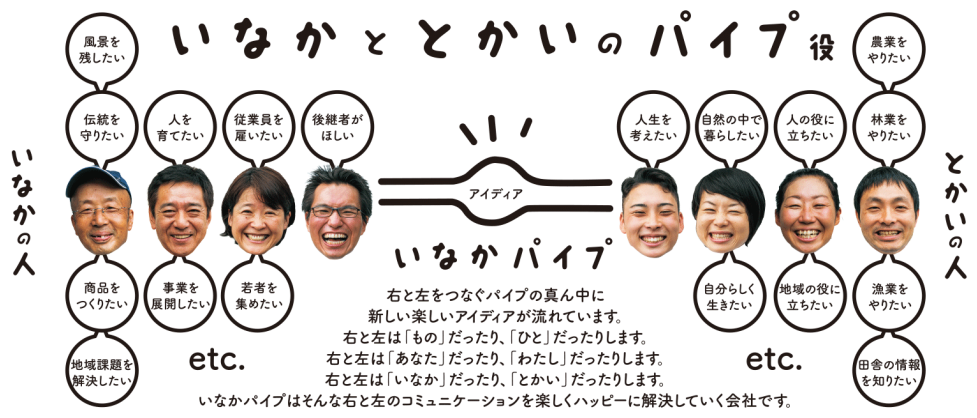 いなかととかいのパイプ役
いなかの人
風景を
残したい
伝統を
守りたい
人を
育てたい
従業員を
雇いたい
後継者が
ほしい
商品を
つくりたい
事業を
展開したい
若者を
集めたい
地域課題を
解決したい
etc.
アイディア
いなかパイプ
とかいの人
農業を
やりたい
人生を
考えたい
自然の中で
暮らしたい
人の役に
立ちたい
林業を
やりたい
自分らしく
生きたい
地域の役に
立ちたい
漁業を
やりたい
田舎の情報
を知りたい
etc.
右と左をつなぐパイプの真ん中に
新しい楽しいアイディアが流れています。
右と左は「もの」だったり、「ひと」だったりします。
右と左は「あなた」だったり、「わたし」だったりします。
右と左は「いなか」だったり、「とかい」だったりします。
いなかパイプはそんな右と左のコミュニケーションを楽しくハッピーに解決していく会社です。